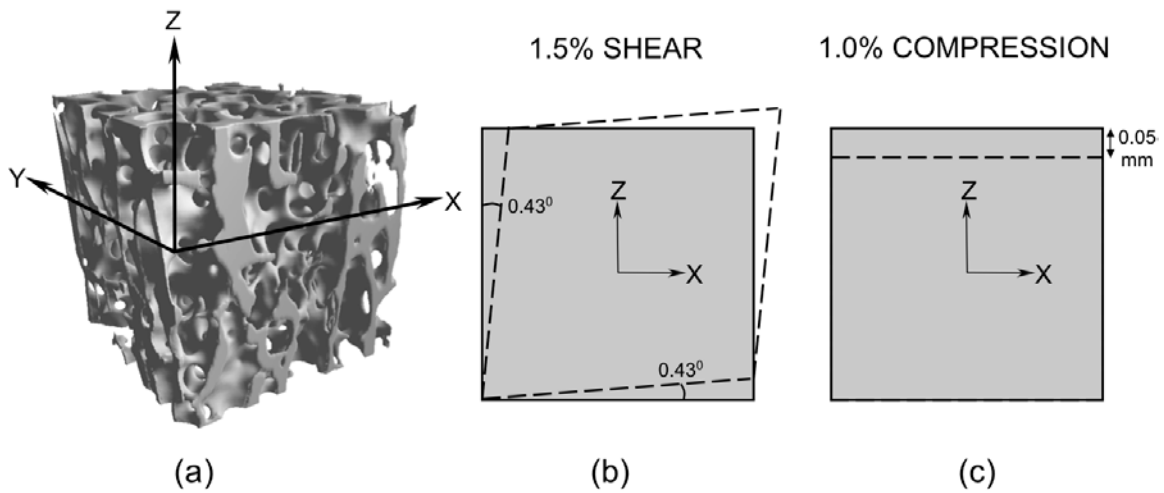 Z
Y
X
(a)
1.5% SHEAR
0.43⁰
Z
X
0.43⁰
(b)
1.0% COMPRESSION
0.05
mm
Z
X
(c)